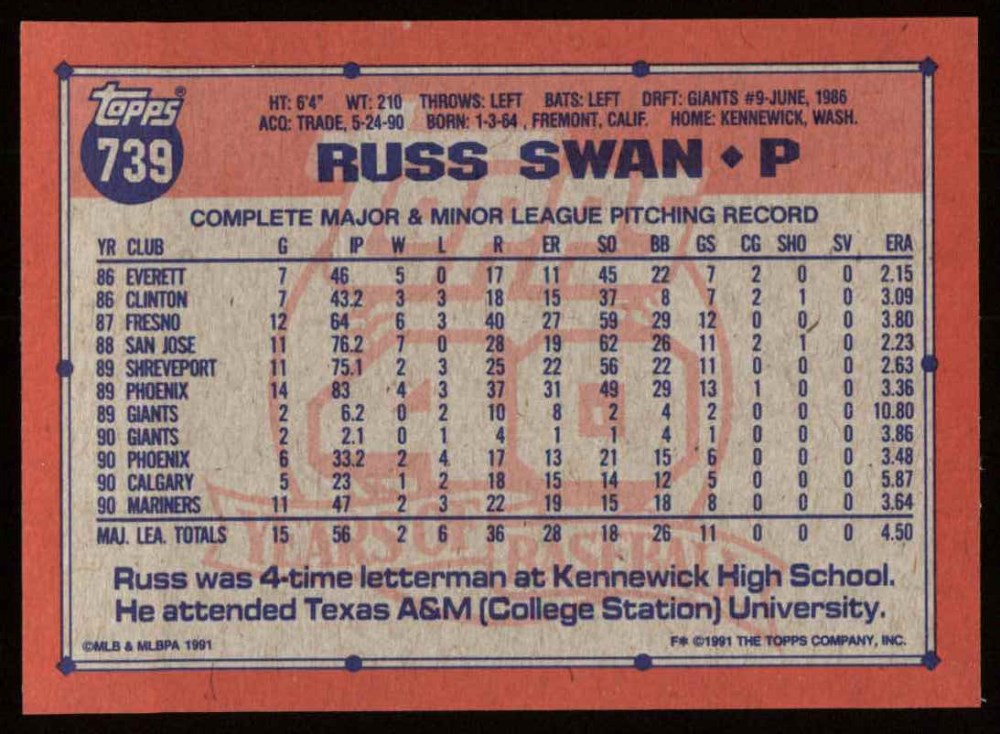 Topps®
739
HT: 6'4" WT: 210 THROWS: LEFT BATS: LEFT DRFT: GIANTS #9-JUNE, 1986
ACQ: TRADE, 5-24-90 BORN: 1-3-64, FREMONT, CALIF. HOME: KENNEWICK, WASH.
RUSS SWAN ♦ P
COMPLETE MAJOR & MINOR LEAGUE PITCHING RECORD
YR CLUB G IP W L R ER SO BB GS CG SHO SV ERA
86 EVERETT 7 46 5 0 17 11 45 22 7 2 0 0 2.15
86 CLINTON 7 43.2 3 3 18 15 37 8 7 2 1 0 3.09
87 FRESNO 12 64 6 3 40 27 59 29 12 0 0 0 3.80
88 SAN JOSE 11 76.2 7 0 28 19 62 26 11 2 1 0 2.23
89 SHREVEPORT 11 75.1 2 3 25 22 56 22 11 0 0 0 2.63
89 PHOENIX 14 83 4 3 37 31 49 29 13 1 0 0 3.36
89 GIANTS 2 6.2 0 2 10 8 2 4 2 0 0 0 10.80
90 GIANTS 2 2.1 0 1 4 1 1 4 1 0 0 0 3.86
90 PHOENIX 6 33.2 2 4 17 13 21 15 6 0 0 0 3.48
90 CALGARY 5 23 1 2 18 15 14 12 5 0 0 0 5.87
90 MARINERS 11 47 2 3 22 19 15 18 8 0 0 0 3.64
MAJ. LEA. TOTALS 15 56 2 6 36 28 18 26 11 0 0 0 4.50
Topps
40
YEARS OF BASEBALL
Russ was 4-time letterman at Kennewick High School.
He attended Texas A&M (College Station) University.
©MLB & MLBPA 1991
F* ©1991 THE TOPPS COMPANY, INC.